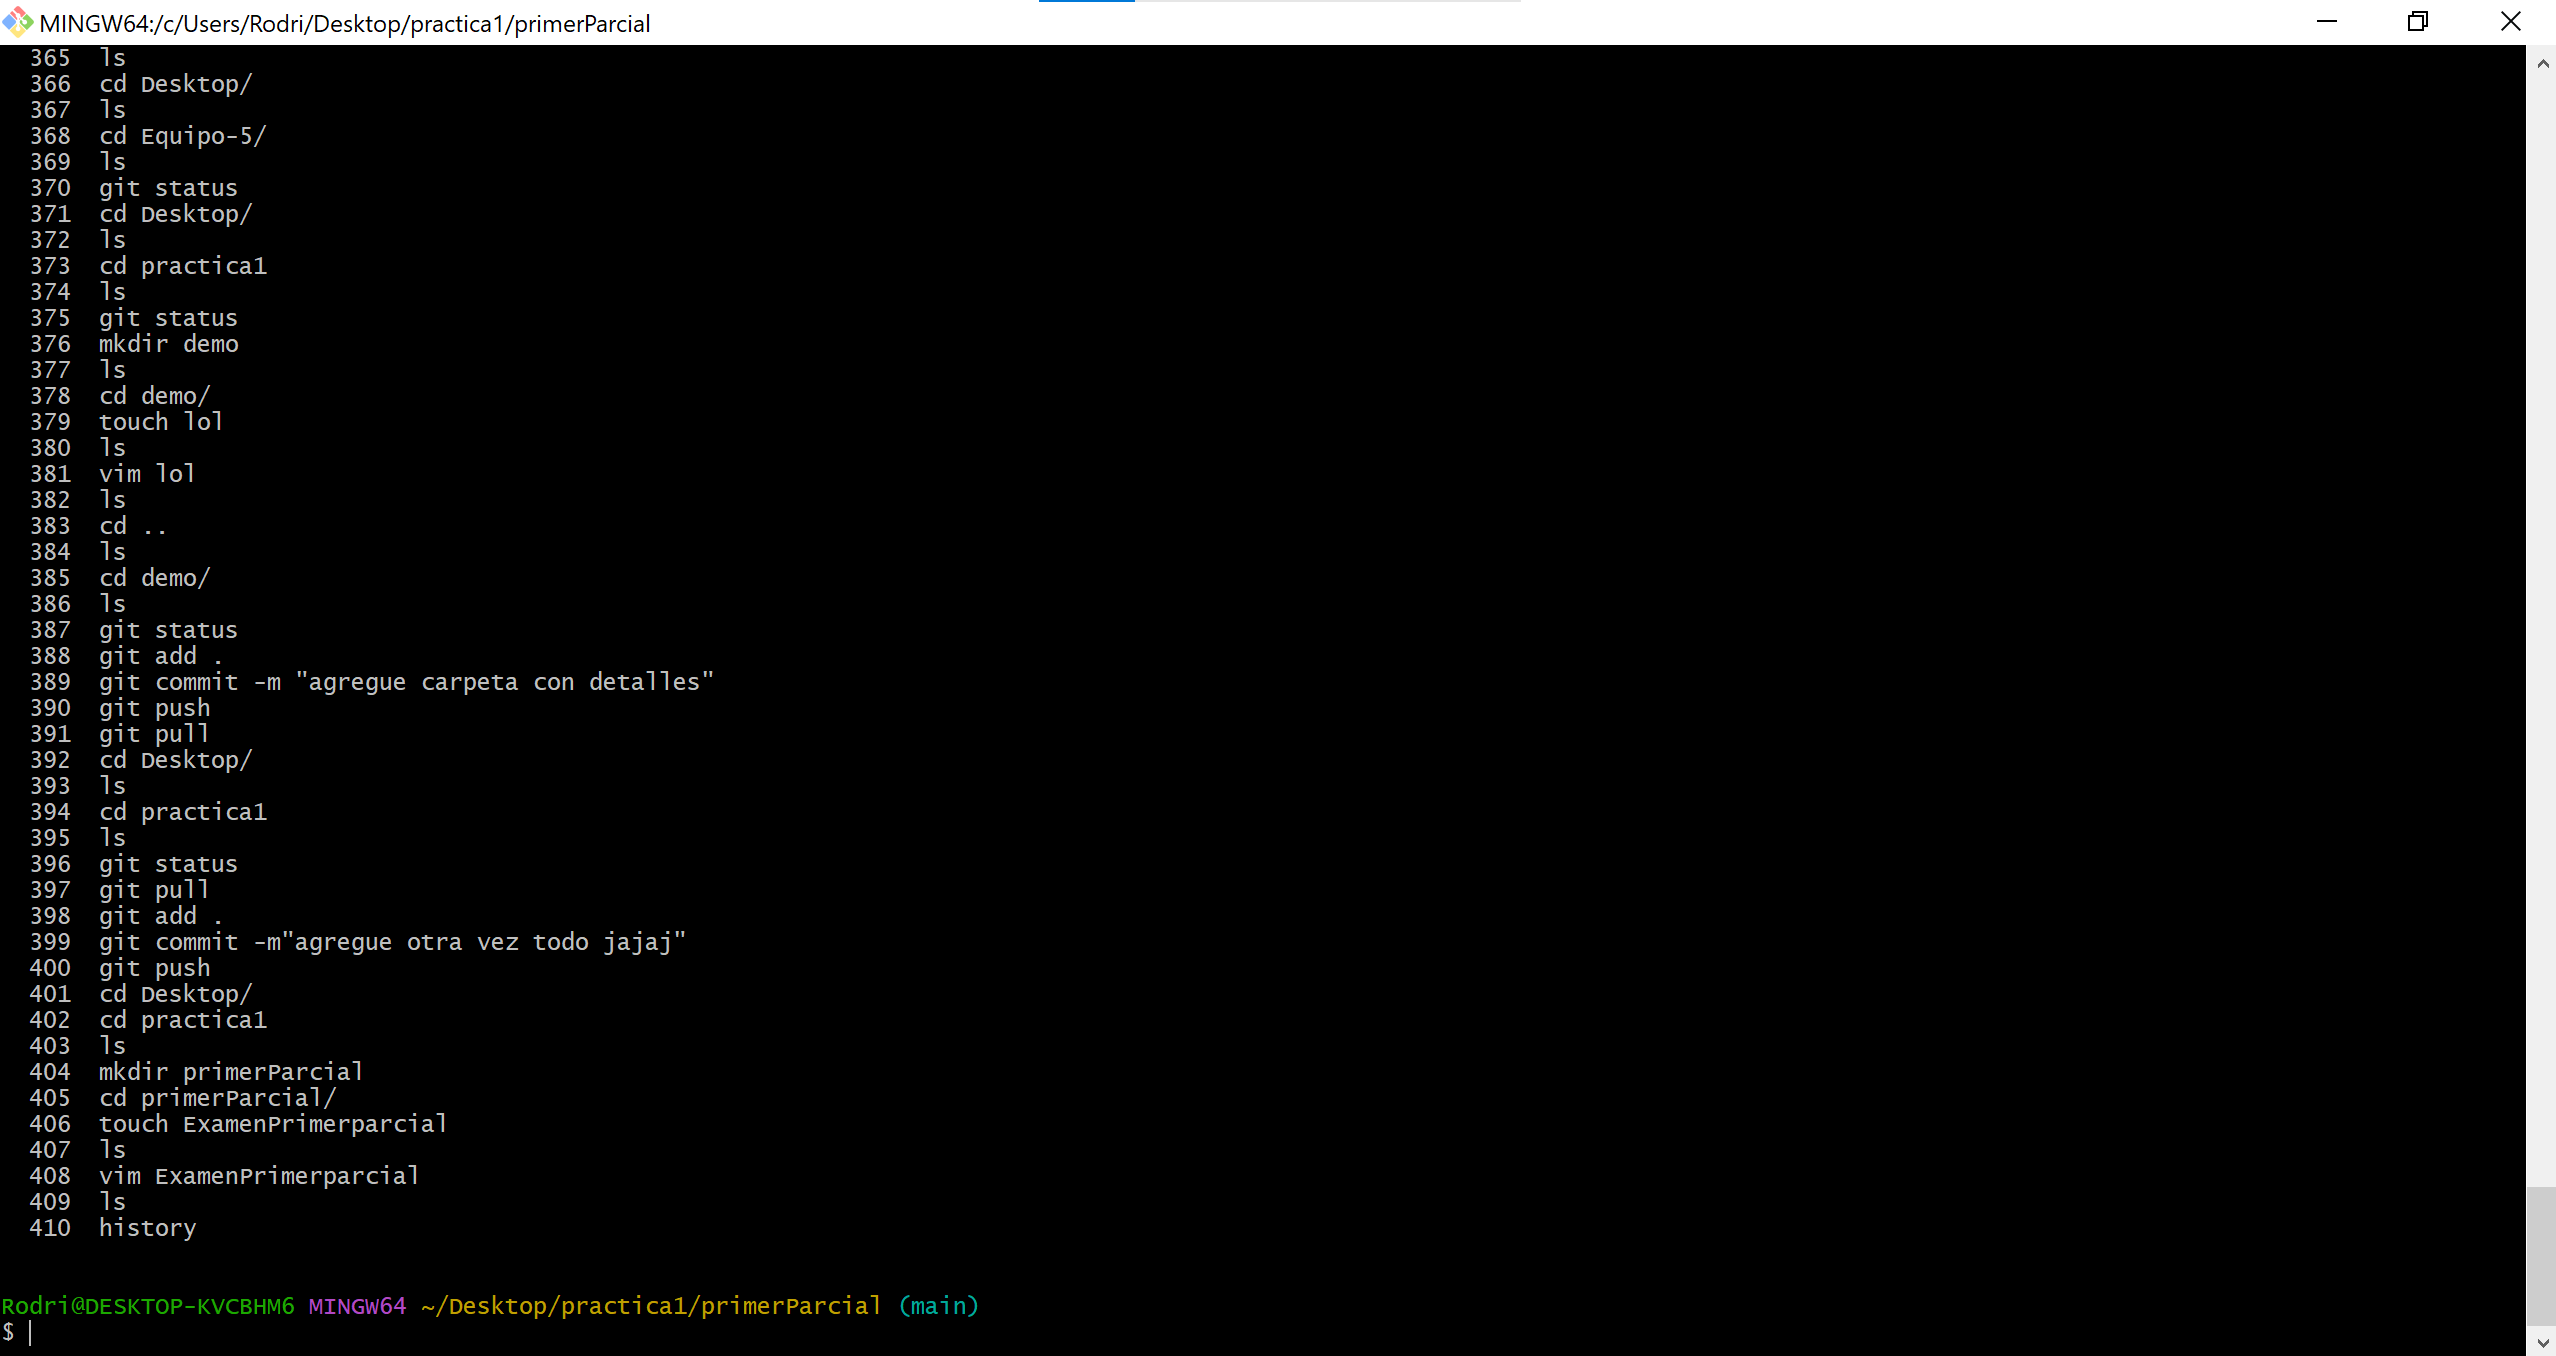 MINGW64:/c/Users/Rodri/Desktop/practica1/primerParcial
365 ls
366 cd Desktop/
367 ls
368 cd Equipo-5/
369 ls
370 git status
371 cd Desktop/
372 ls
373 cd practica1
374 ls
375 git status
376 mkdir demo
377 ls
378 cd demo/
379 touch lol
380 ls
381 vim lol
382 ls
383 cd ..
384 ls
385 cd demo/
386 ls
387 git status
388 git add .
389 git commit -m "agregue carpeta con detalles"
390 git push
391 git pull
392 cd Desktop/
393 ls
394 cd practica1
395 ls
396 git status
397 git pull
398 git add .
399 git commit -m"agregue otra vez todo jajaj"
400 git push
401 cd Desktop/
402 cd practica1
403 ls
404 mkdir primerParcial
405 cd primerParcial/
406 touch ExamenPrimerparcial
407 ls
408 vim ExamenPrimerparcial
409 ls
410 history
Rodri@DESKTOP-KVCBHM6 MINGW64 ~/Desktop/practica1/primerParcial (main)
$